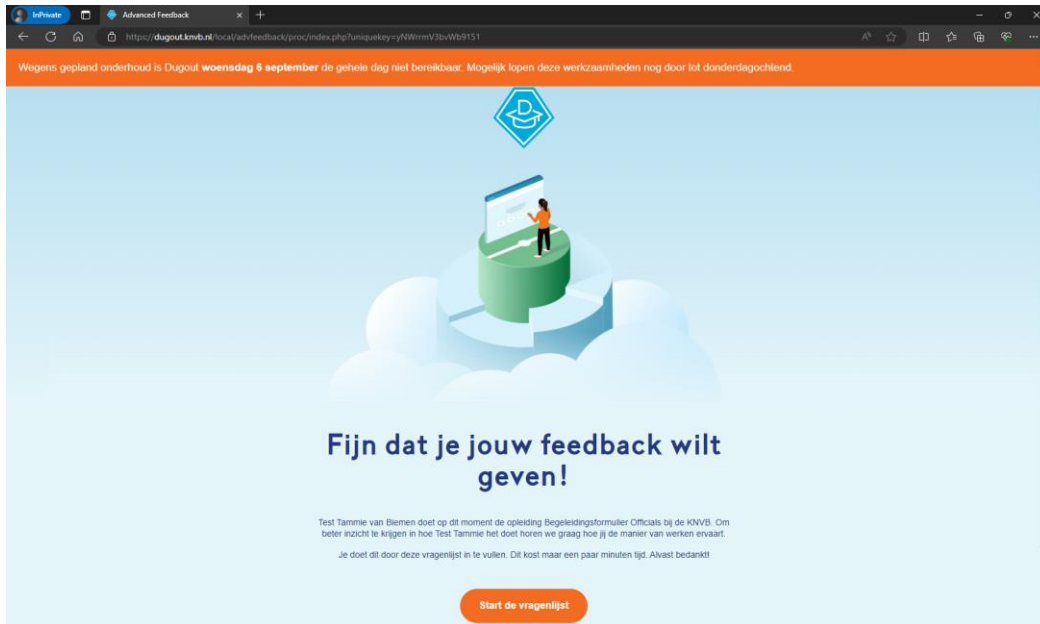 InPrivate
Advanced Feedback
https://dugout.knvb.nl/local/advfeedback/proc/index.php?uniquekey=yNWrrmV3bvWb9151
Wegens gepland onderhoud is Dugout woensdag 6 september de gehele dag niet bereikbaar. Mogelijk lopen deze werkzaamheden nog door tot donderdagochtend.
D
Fijn dat je jouw feedback wilt
geven!
Test Tammie van Biemen doet op dit moment de opleiding Begeleidingsformulier Officials bij de KNVB. Om
beter inzicht te krijgen in hoe Test Tammie het doet horen we graag hoe jij de manier van werken ervaart.
Je doet dit door deze vragenlijst in te vullen. Dit kost maar een paar minuten tijd. Alvast bedankt!
Start de vragenlijst